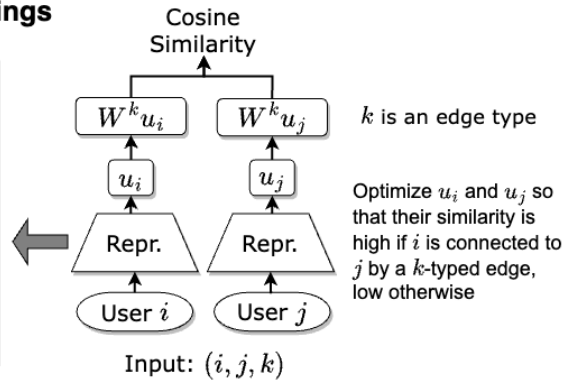 ings
Cosine
Similarity
W^k u_i
W^k u_j
k is an edge type
u_i
u_j
Optimize u_i and u_j so
that their similarity is
high if i is connected to
j by a k-typed edge,
low otherwise
Repr.
Repr.
User i
User j
Input: (i, j, k)